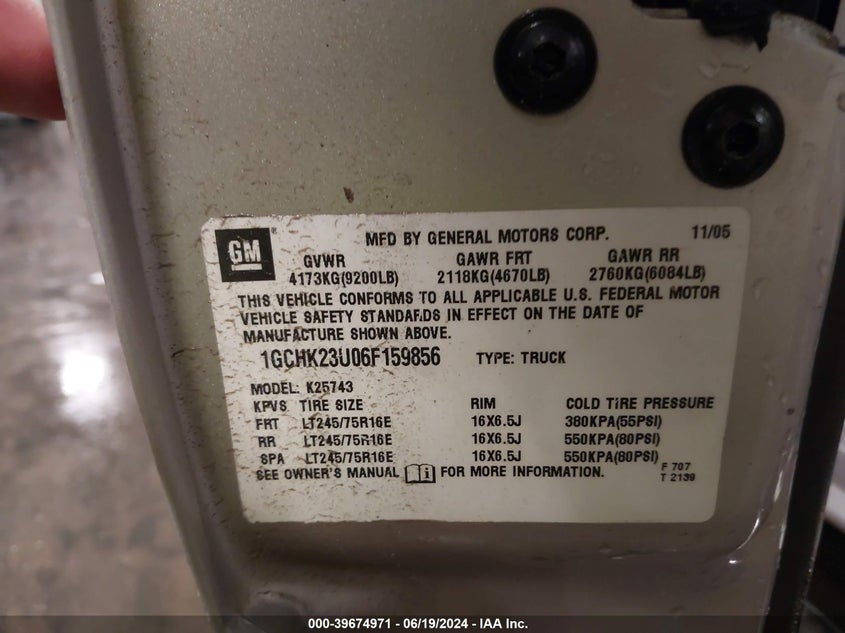 GM
MFD BY GENERAL MOTORS CORP. 11/05
GVWR GAWR FRT GAWR RR
4173KG(9200LB) 2118KG(4670LB) 2760KG(6084LB)
THIS VEHICLE CONFORMS TO ALL APPLICABLE U.S. FEDERAL MOTOR
VEHICLE SAFETY STANDARDS IN EFFECT ON THE DATE OF
MANUFACTURE SHOWN ABOVE.
1GCHK23U06F159856 TYPE: TRUCK
MODEL: K25743
KPVS TIRE SIZE RIM COLD TIRE PRESSURE
FRT LT245/75R16E 16X6.5J 380KPA(55PSI)
RR LT245/75R16E 16X6.5J 550KPA(80PSI)
SPA LT245/75R16E 16X6.5J 550KPA(80PSI)
SEE OWNER'S MANUAL FOR MORE INFORMATION.
F 707
T 2139
000-39674971 - 06/19/2024 - IAA Inc.